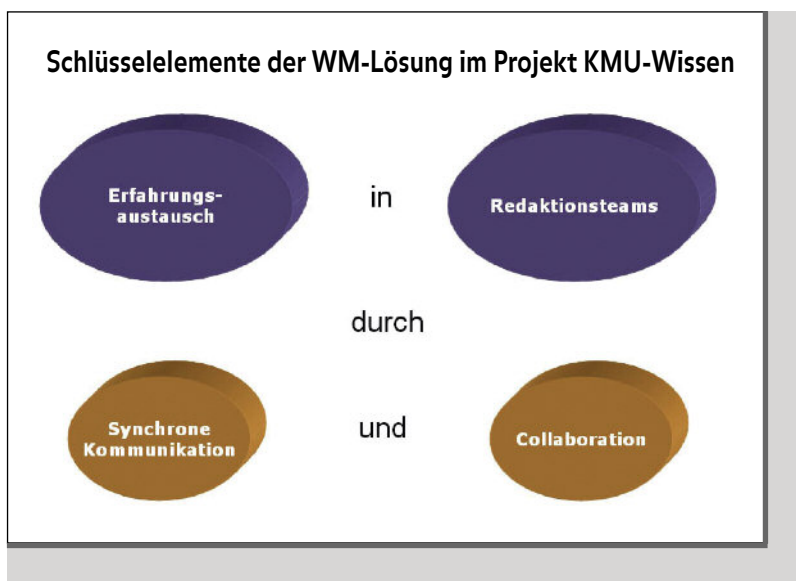 Schlüsselelemente der WM-Lösung im Projekt KMU-Wissen
Erfahrungs-
austausch
in
Redaktionsteams
durch
Synchrone
Kommunikation
und
Collaboration